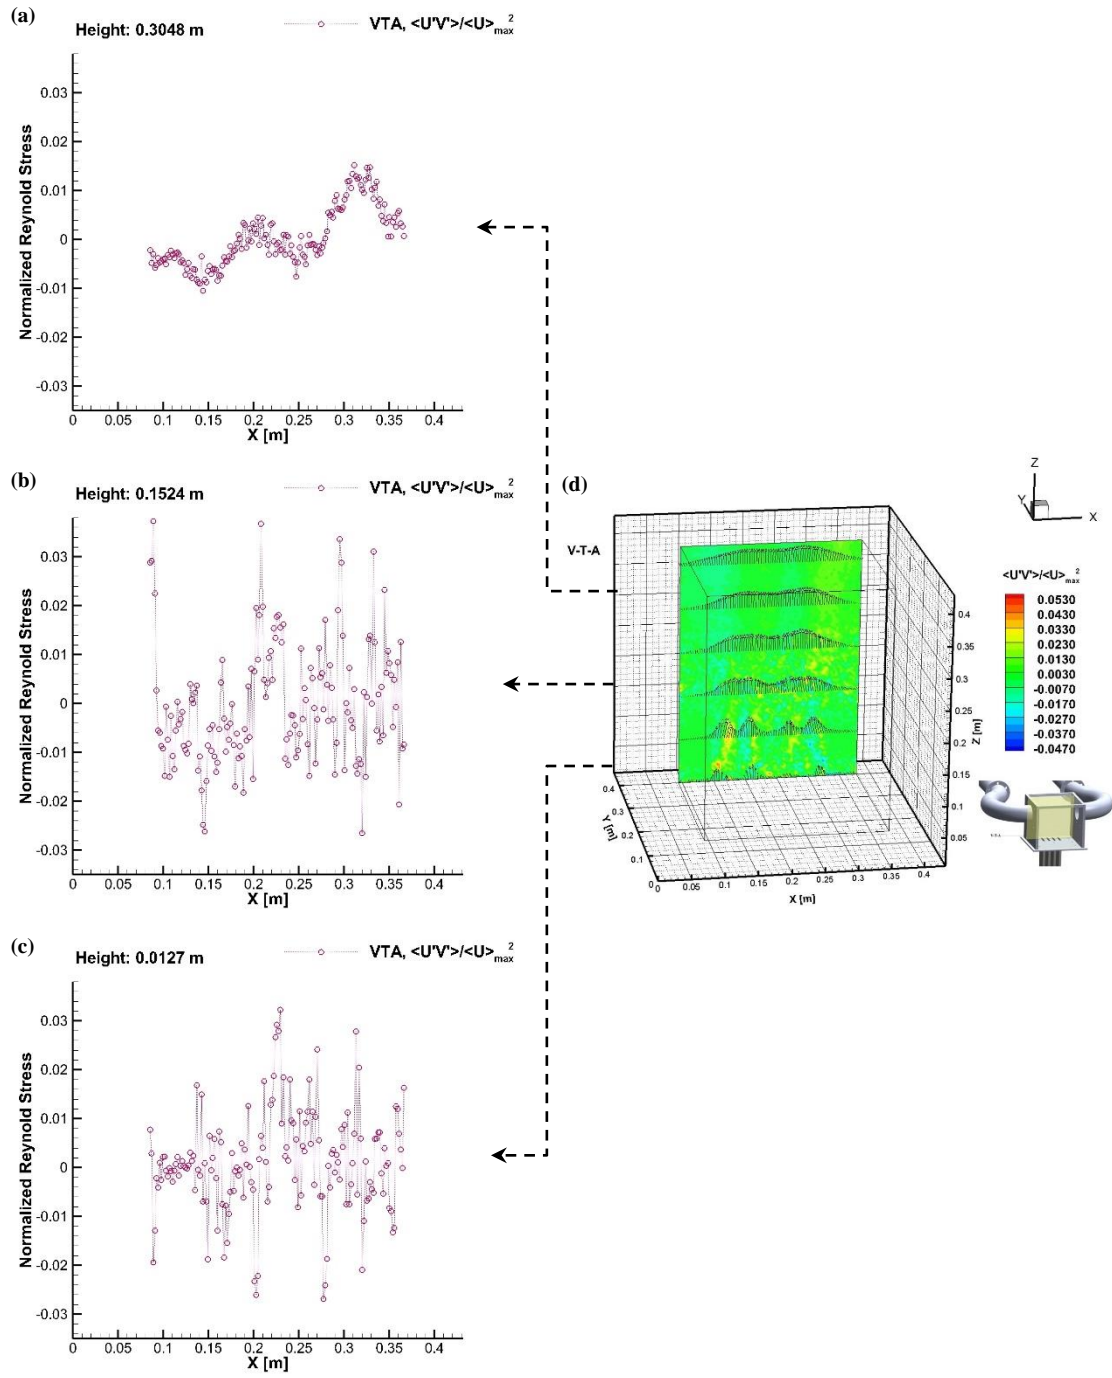 (a)
Height: 0.3048 m
VTA, <U'V'>/<U>max 2
Normalized Reynold Stress
0.03
0.02
0.01
0
-0.01
-0.02
-0.03
0 0.05 0.1 0.15 0.2 0.25 0.3 0.35 0.4
X [m]
(b)
Height: 0.1524 m
VTA, <U'V'>/<U>max 2
Normalized Reynold Stress
0.03
0.02
0.01
0
-0.01
-0.02
-0.03
0 0.05 0.1 0.15 0.2 0.25 0.3 0.35 0.4
X [m]
(c)
Height: 0.0127 m
VTA, <U'V'>/<U>max 2
Normalized Reynold Stress
0.03
0.02
0.01
0
-0.01
-0.02
-0.03
0 0.05 0.1 0.15 0.2 0.25 0.3 0.35 0.4
X [m]
(d)
V-T-A
Z
Y
X
<U'V'>/<U>max 2
0.0530
0.0430
0.0330
0.0230
0.0130
0.0030
-0.0070
-0.0170
-0.0270
-0.0370
-0.0470
0.4
0.35
0.3
0.25
0.2
0.15
0.1
0.05
Z [m]
0.4
0.3
0.2
0.1
0
Y [m]
0 0.05 0.1 0.15 0.2 0.25 0.3 0.35 0.4
X [m]